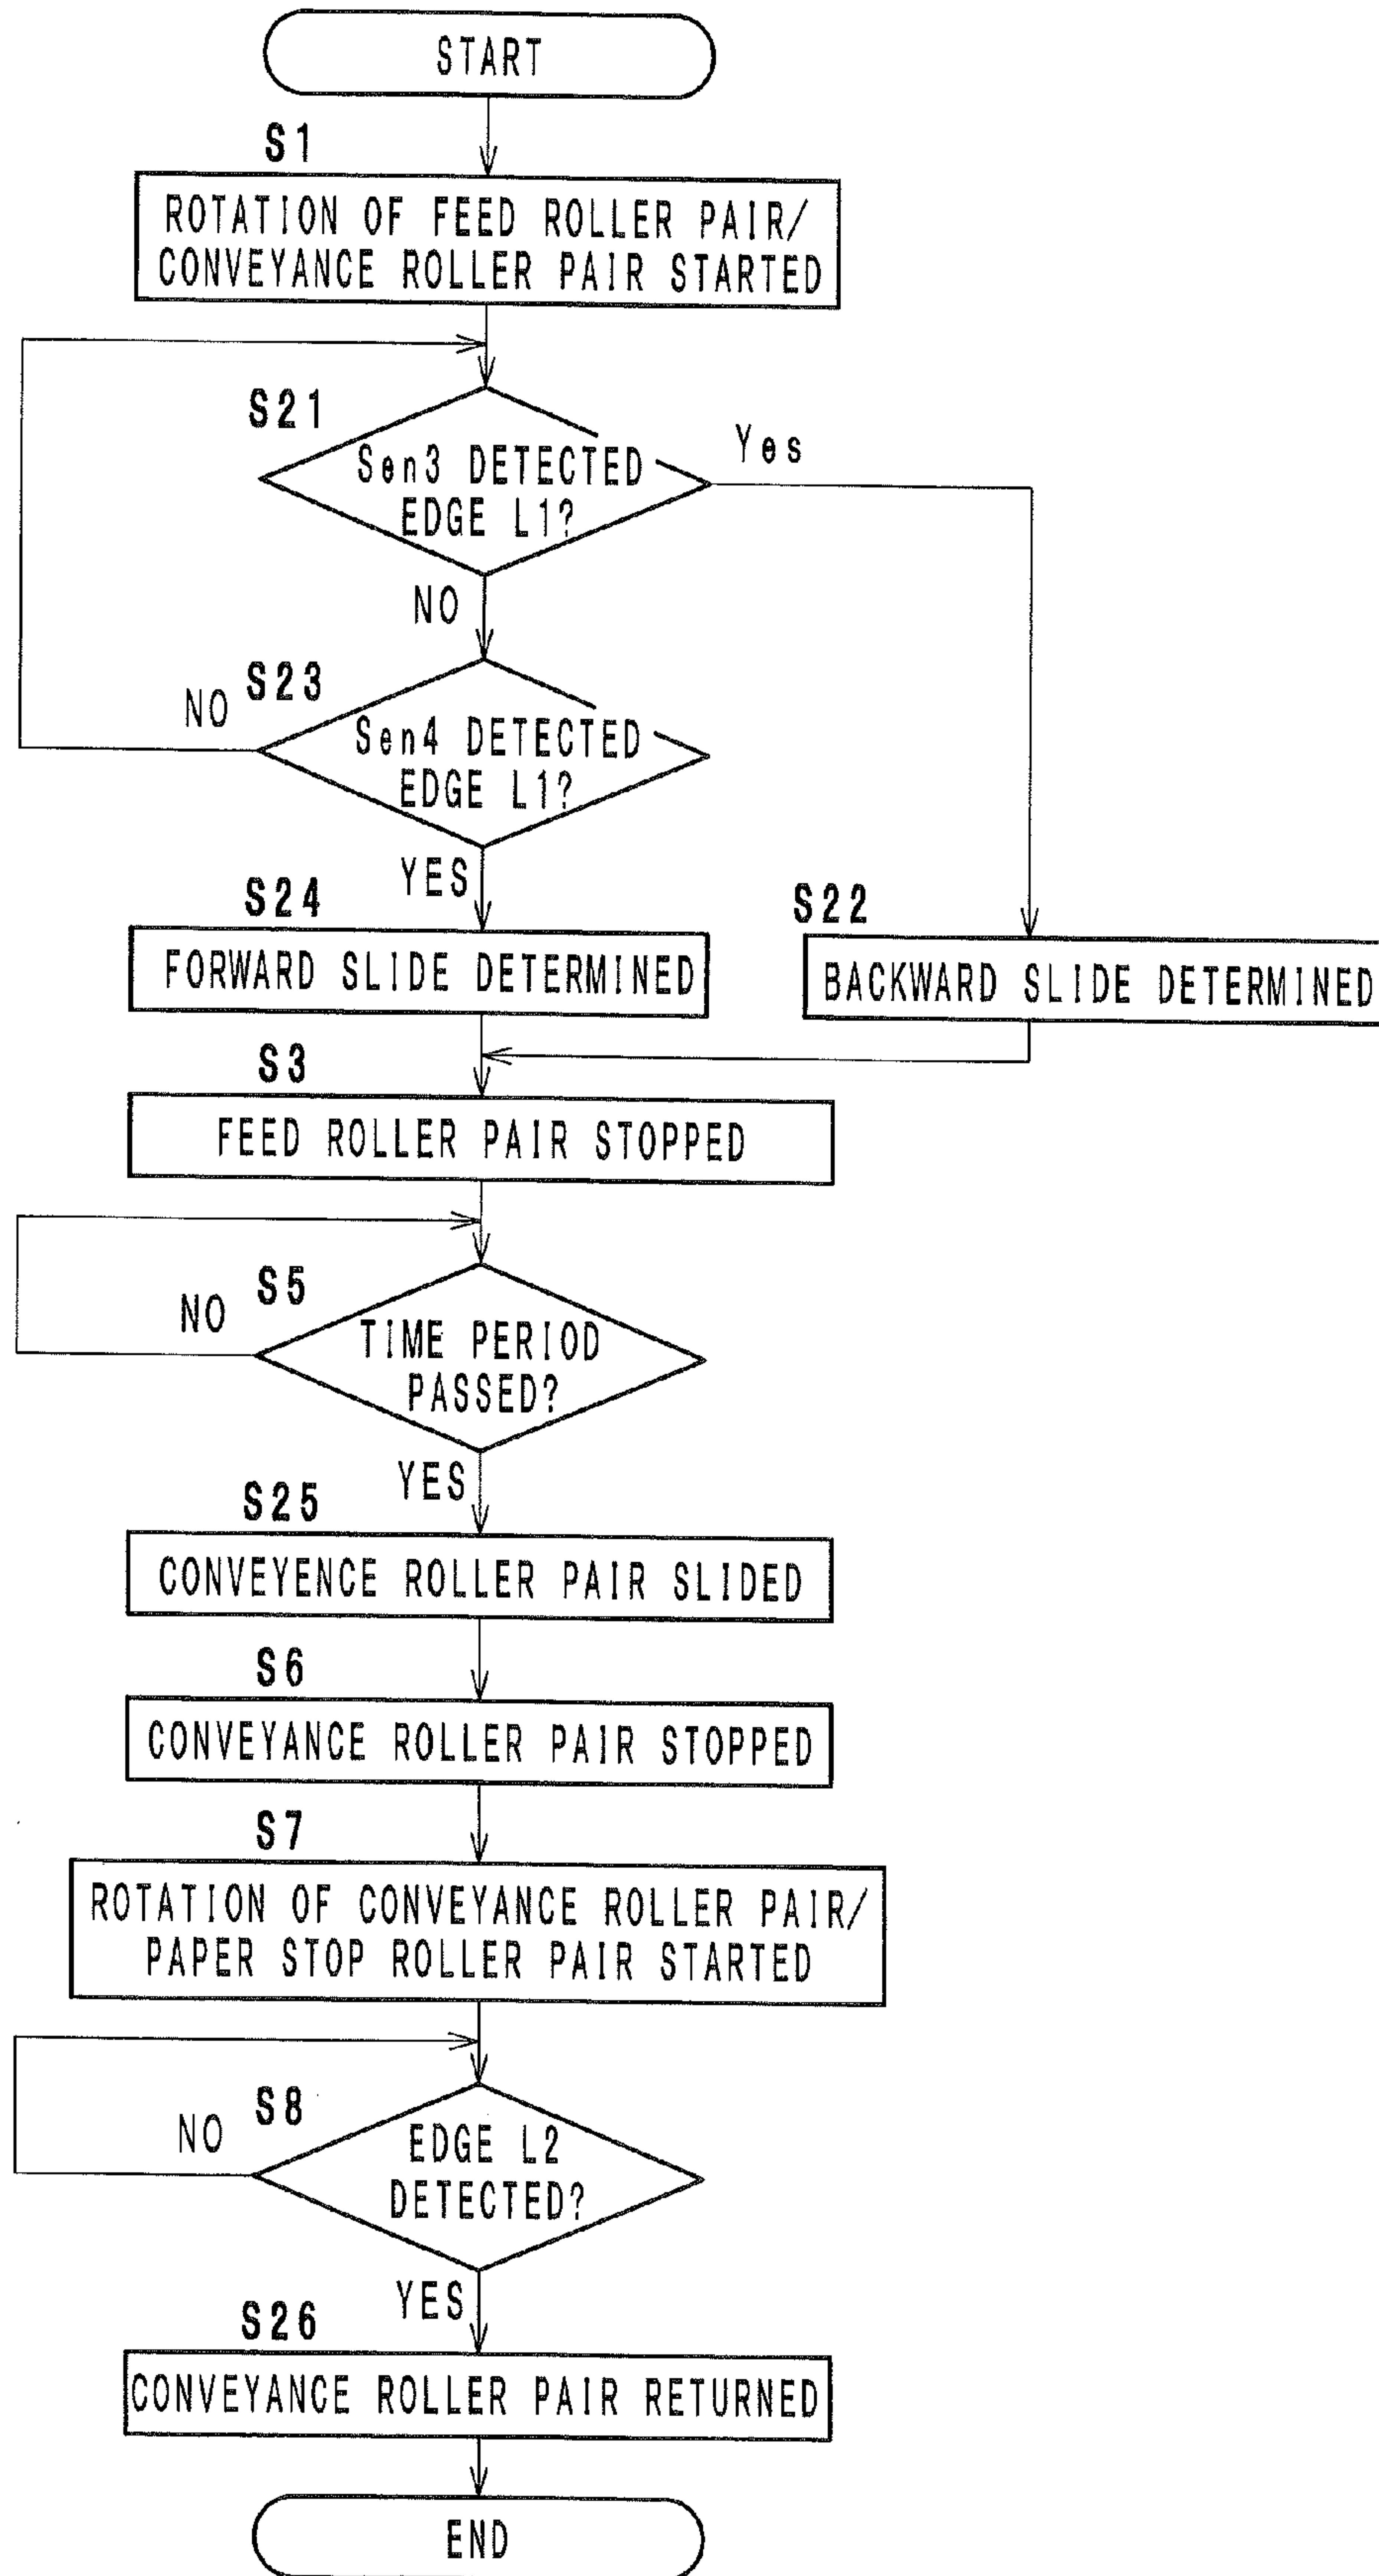 START
S1
ROTATION OF FEED ROLLER PAIR/
CONVEYANCE ROLLER PAIR STARTED
S21
Sen3 DETECTED
EDGE L1?
Yes
NO
S23
NO
Sen4 DETECTED
EDGE L1?
YES
S24
FORWARD SLIDE DETERMINED
S22
BACKWARD SLIDE DETERMINED
S3
FEED ROLLER PAIR STOPPED
S5
NO
TIME PERIOD
PASSED?
YES
S25
CONVEYENCE ROLLER PAIR SLIDED
S6
CONVEYANCE ROLLER PAIR STOPPED
S7
ROTATION OF CONVEYANCE ROLLER PAIR/
PAPER STOP ROLLER PAIR STARTED
S8
NO
EDGE L2
DETECTED?
YES
S26
CONVEYANCE ROLLER PAIR RETURNED
END